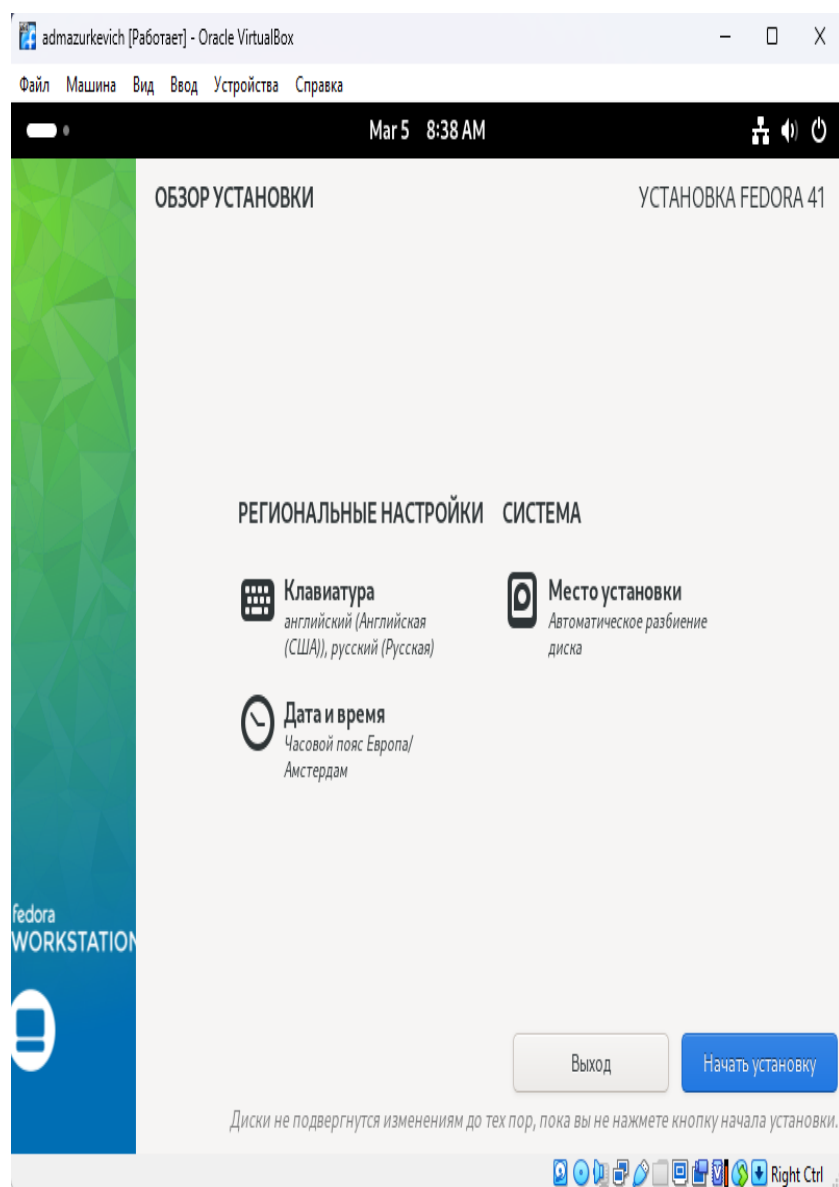 admazurkevich [Работает] - Oracle VirtualBox
Файл Машина Вид Ввод Устройства Справка
Mar 5 8:38 AM
ОБЗОР УСТАНОВКИ
УСТАНОВКА FEDORA 41
РЕГИОНАЛЬНЫЕ НАСТРОЙКИ
СИСТЕМА
Клавиатура
английский (Английская
(США)), русский (Русская)
Место установки
Автоматическое разбиение
диска
Дата и время
Часовой пояс Европа/
Амстердам
fedora
WORKSTATION
Выход
Начать установку
Диски не подвергнутся изменениям до тех пор, пока вы не нажмете кнопку начала установки.
Right Ctrl